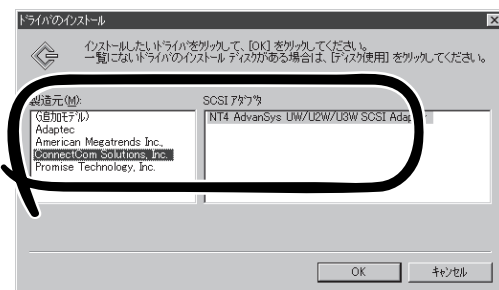 ドライバのインストール
インストールしたいドライバをクリックして、[OK] をクリックしてください。
一覧にないドライバのインストール ディスクがある場合は、[ディスク使用] をクリックしてください。
製造元(M):
SCSI アダプタ
(追加モデル)
Adaptec
American Megatrends Inc.,
ConnectCom Solutions, Inc.
Promise Technology, Inc.
NT4 AdvanSys UW/U2W/U3W SCSI
OK
キャンセル